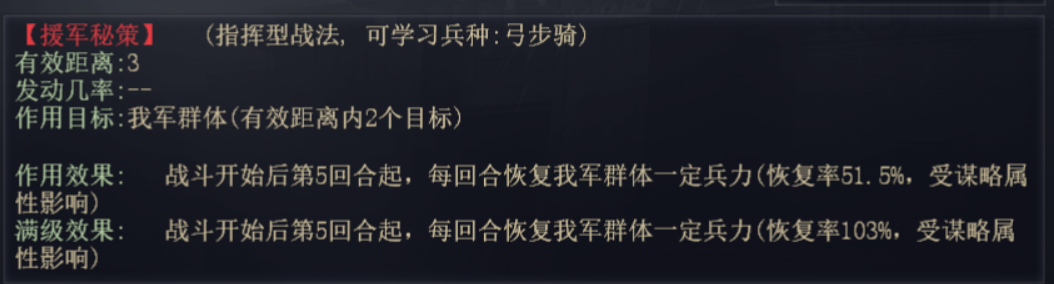 【援军秘策】 (指挥型战法, 可学习兵种:弓步骑)
有效距离:3
发动几率:--
作用目标:我军群体(有效距离内2个目标)
作用效果: 战斗开始后第5回合起，每回合恢复我军群体一定兵力(恢复率51.5%，受谋略属
性影响)
满级效果: 战斗开始后第5回合起，每回合恢复我军群体一定兵力(恢复率103%，受谋略属
性影响)